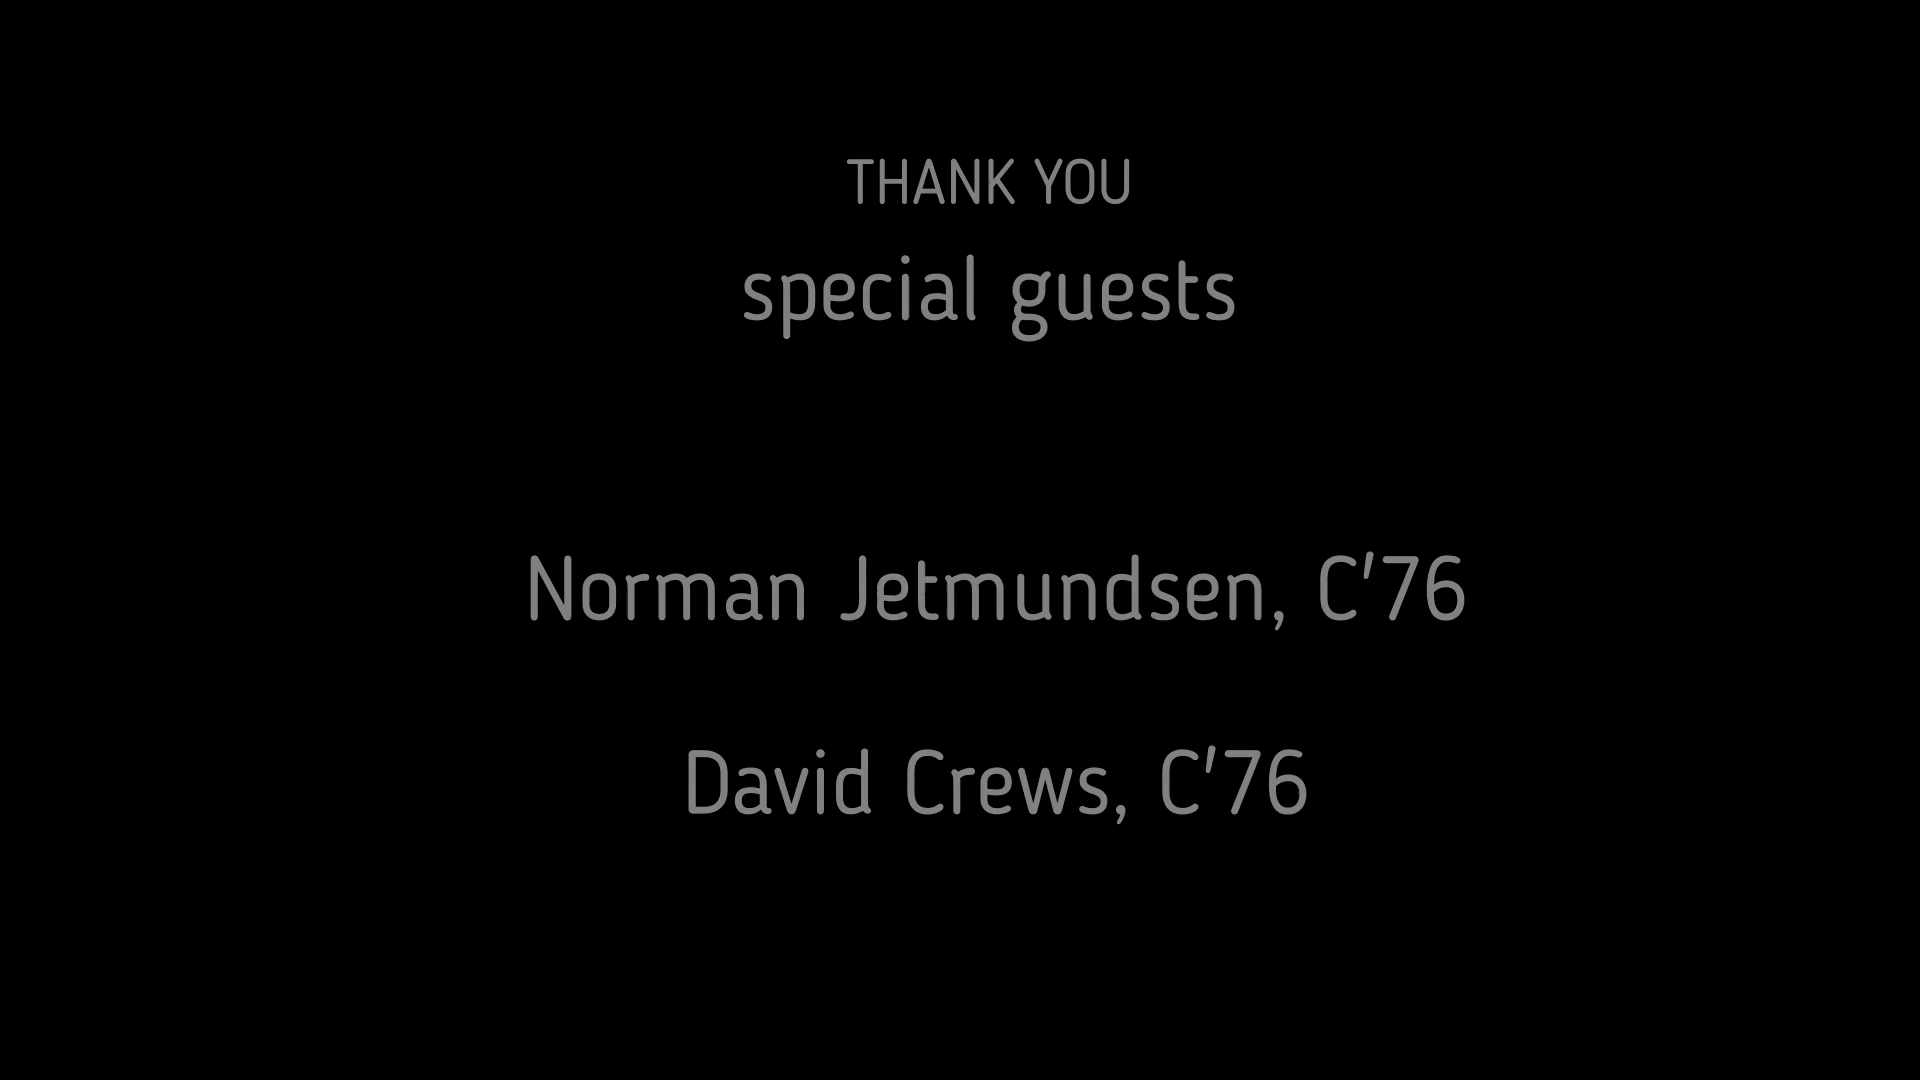 THANK YOU
special guests
Norman Jetmundsen, C'76
David Crews, C'76